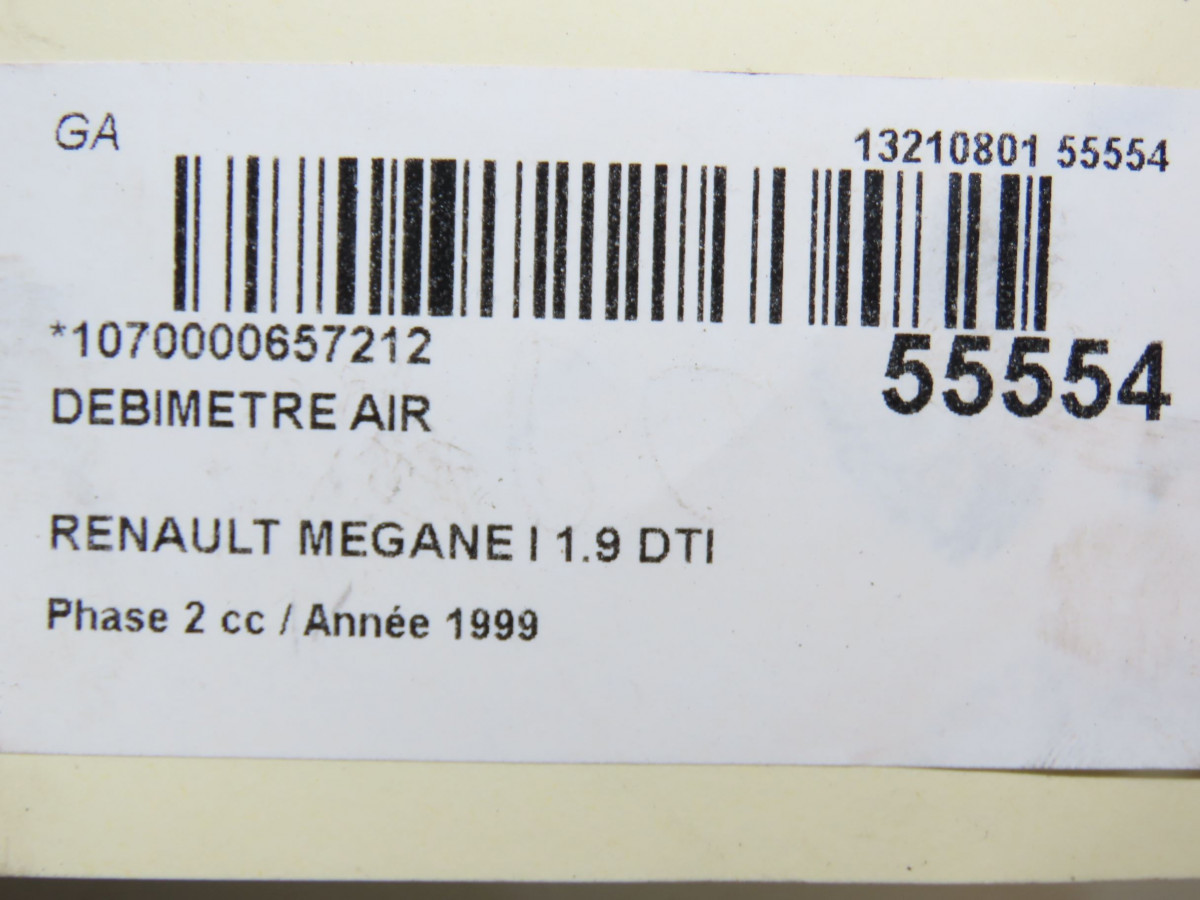 GA
13210801 55554
*1070000657212
55554
DEBIMETRE AIR
RENAULT MEGANE I 1.9 DTI
Phase 2 cc / Année 1999